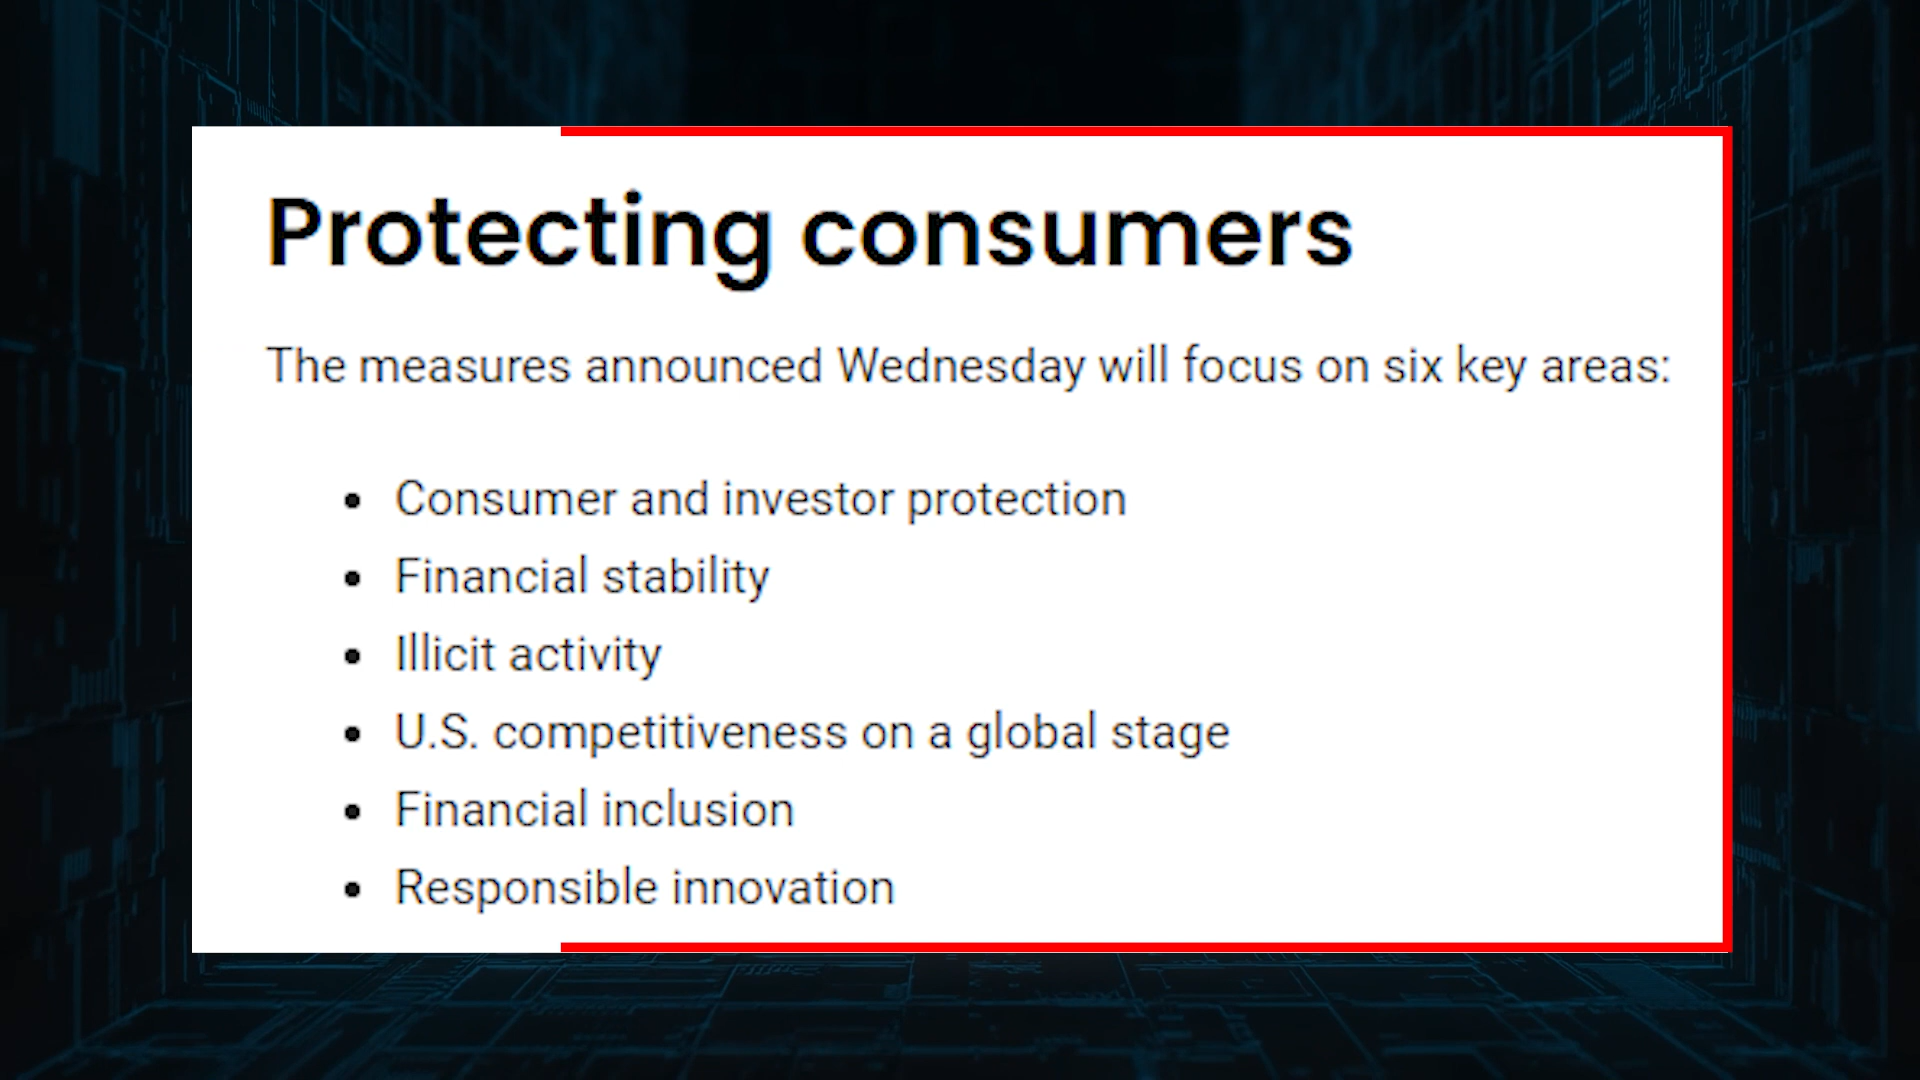 Protecting consumers
The measures announced Wednesday will focus on six key areas:
• Consumer and investor protection
• Financial stability
• Illicit activity
• U.S. competitiveness on a global stage
• Financial inclusion
• Responsible innovation